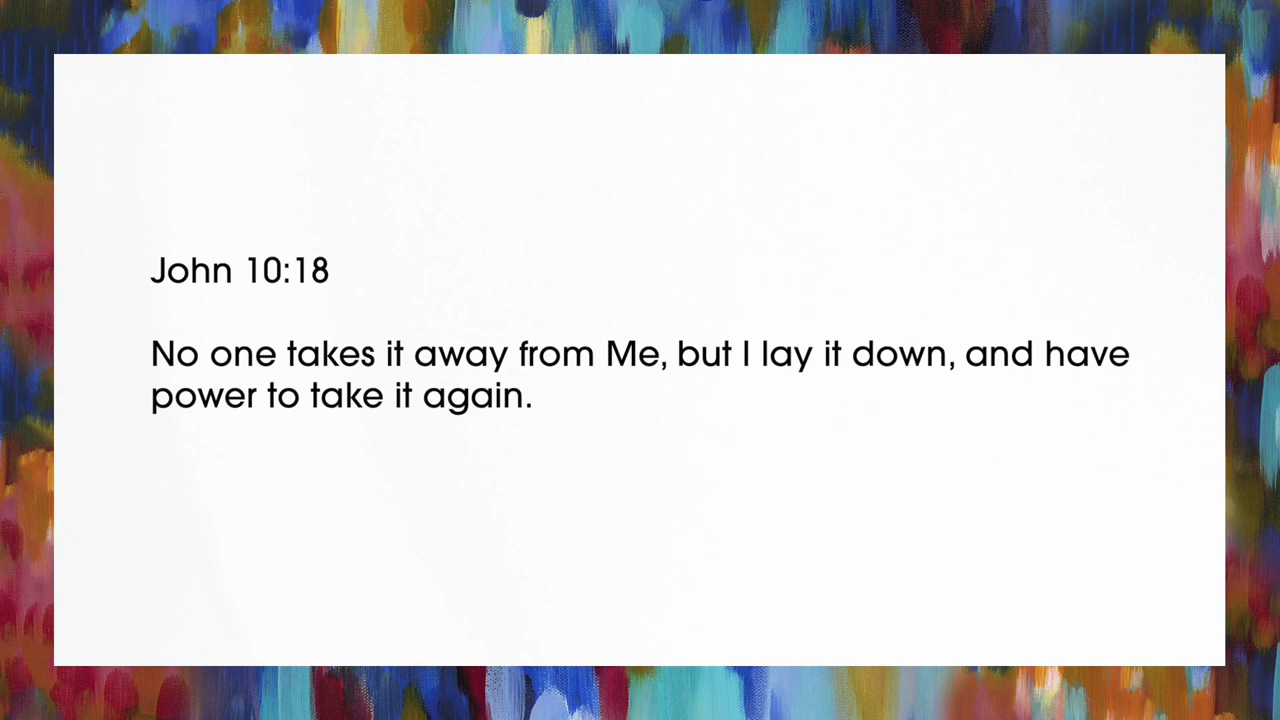 John 10:18
No one takes it away from Me, but I lay it down, and have
power to take it again.